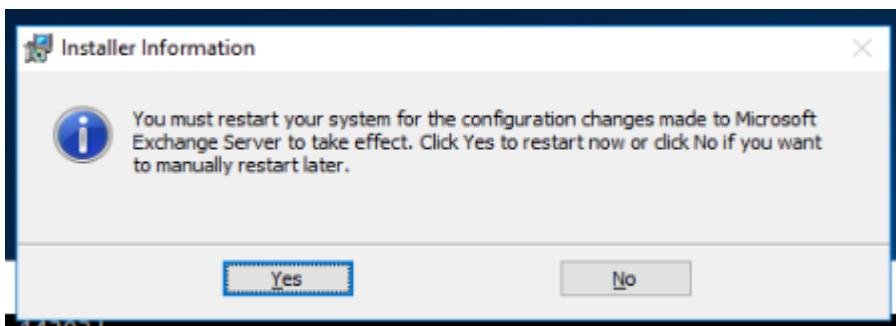 Installer Information
You must restart your system for the configuration changes made to Microsoft
Exchange Server to take effect. Click Yes to restart now or click No if you want
to manually restart later.
Yes
No